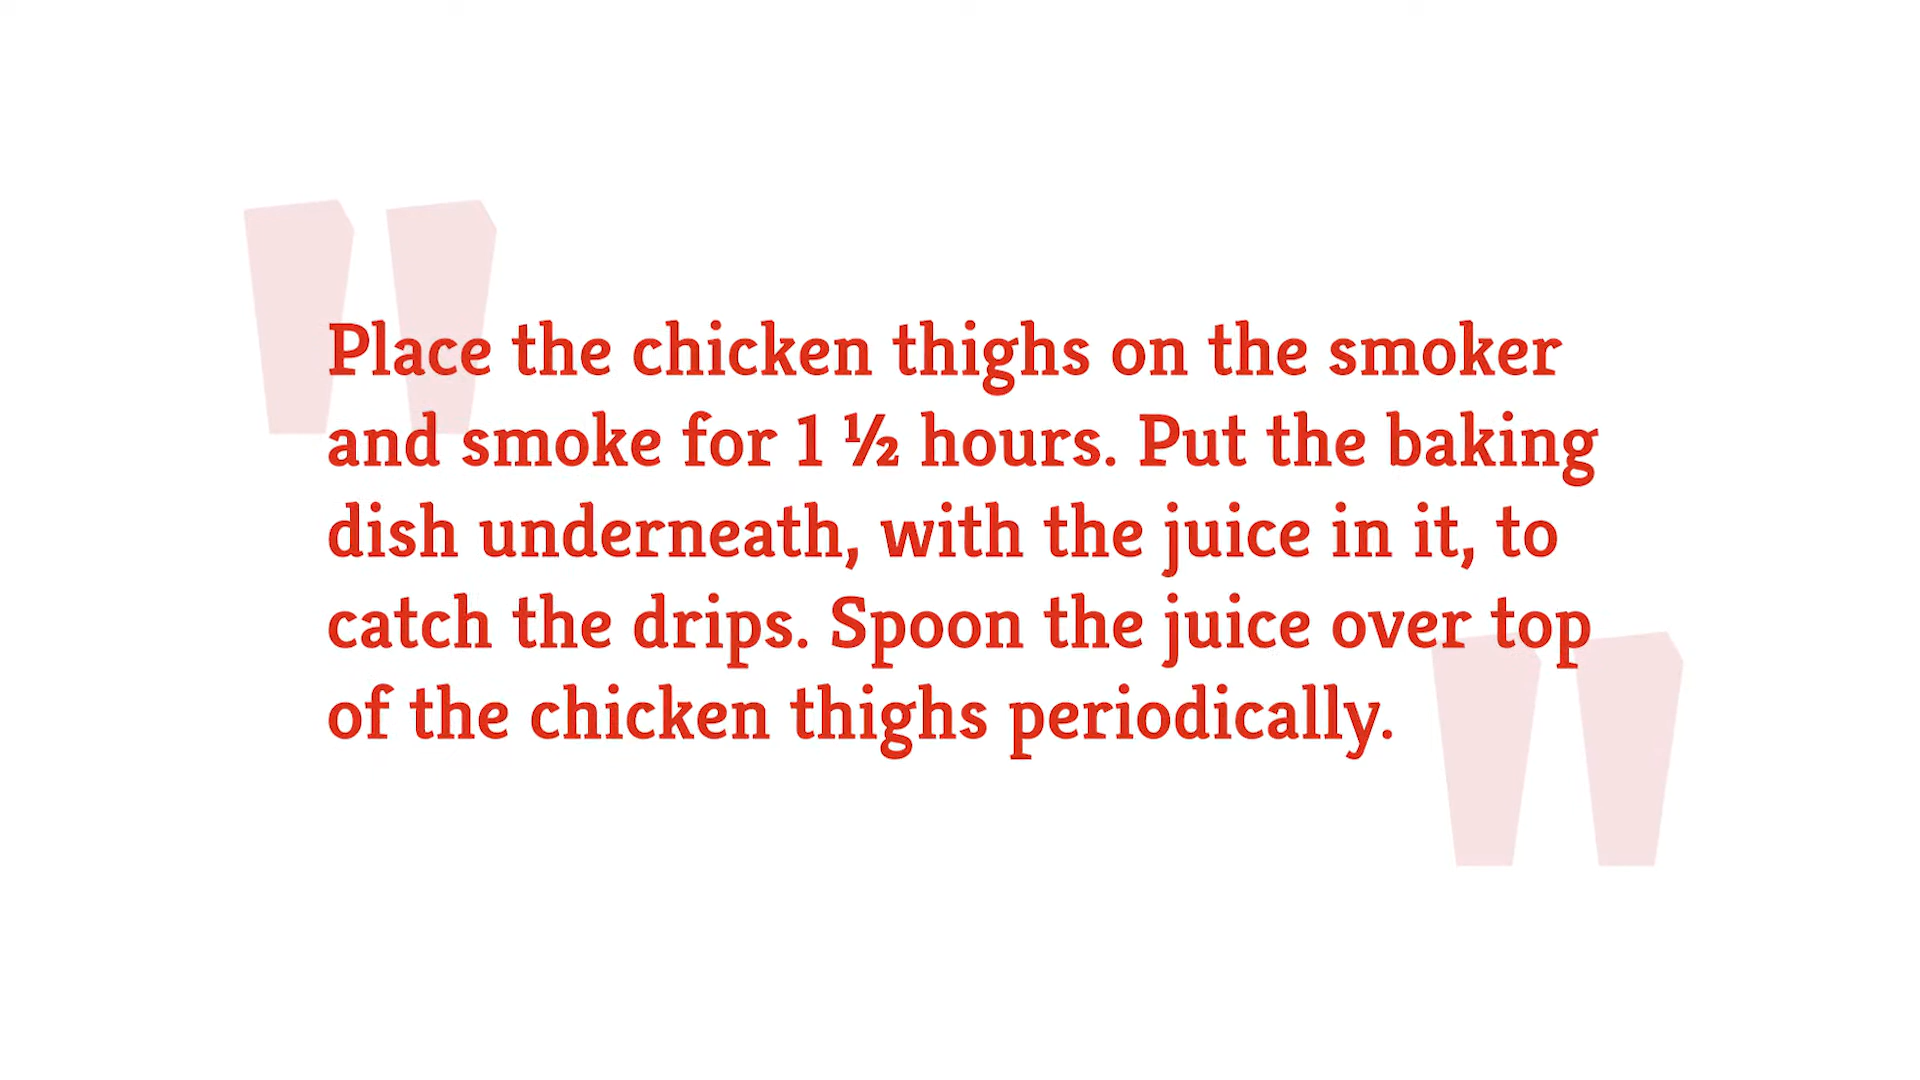 Place the chicken thighs on the smoker
and smoke for 1 ½ hours. Put the baking
dish underneath, with the juice in it, to
catch the drips. Spoon the juice over top
of the chicken thighs periodically.